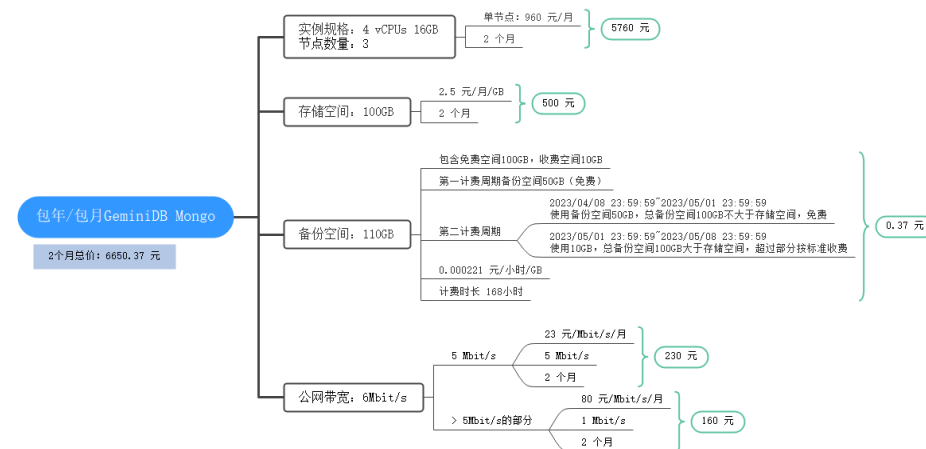 包年/包月GeminiDB Mongo
2个月总价：6650.37 元
实例规格：4 vCPUs 16GB
节点数量：3
单节点：960 元/月
2 个月
5760 元
存储空间：100GB
2.5 元/月/GB
2 个月
500 元
备份空间：110GB
包含免费空间100GB，收费空间10GB
第一计费周期备份空间50GB（免费）
第二计费周期
2023/04/08 23:59:59~2023/05/01 23:59:59
使用备份空间50GB，总备份空间100GB不大于存储空间，免费
2023/05/01 23:59:59~2023/05/08 23:59:59
使用10GB，总备份空间100GB大于存储空间，超过部分按标准收费
0.000221 元/小时/GB
计费时长 168小时
0.37 元
公网带宽：6Mbit/s
5 Mbit/s
23 元/Mbit/s/月
5 Mbit/s
2 个月
230 元
> 5Mbit/s的部分
80 元/Mbit/s/月
1 Mbit/s
2 个月
160 元